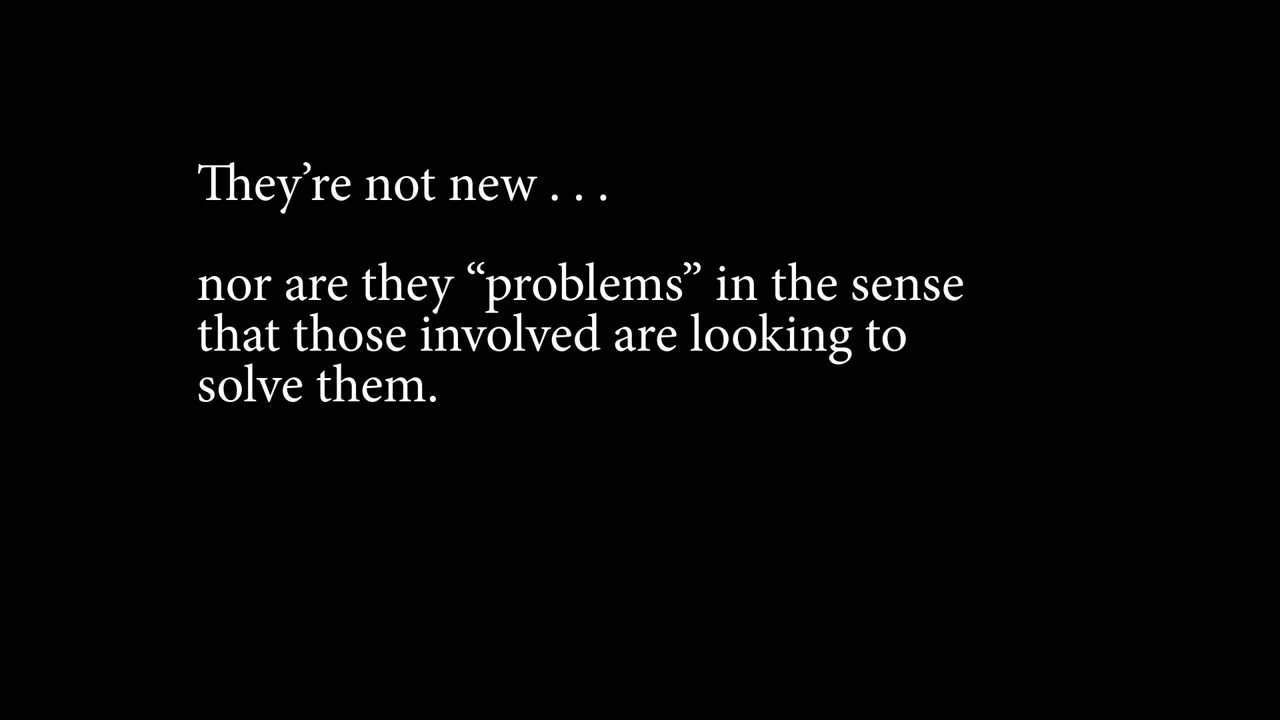 They’re not new . . .
nor are they “problems” in the sense
that those involved are looking to
solve them.